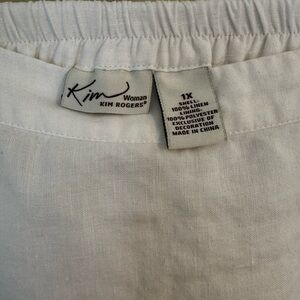 Kim
Woman
KIM ROGERS®
1X
SHELL:
100% LINEN
LINING:
100% POLYESTER
EXCLUSIVE OF
DECORATION
MADE IN CHINA